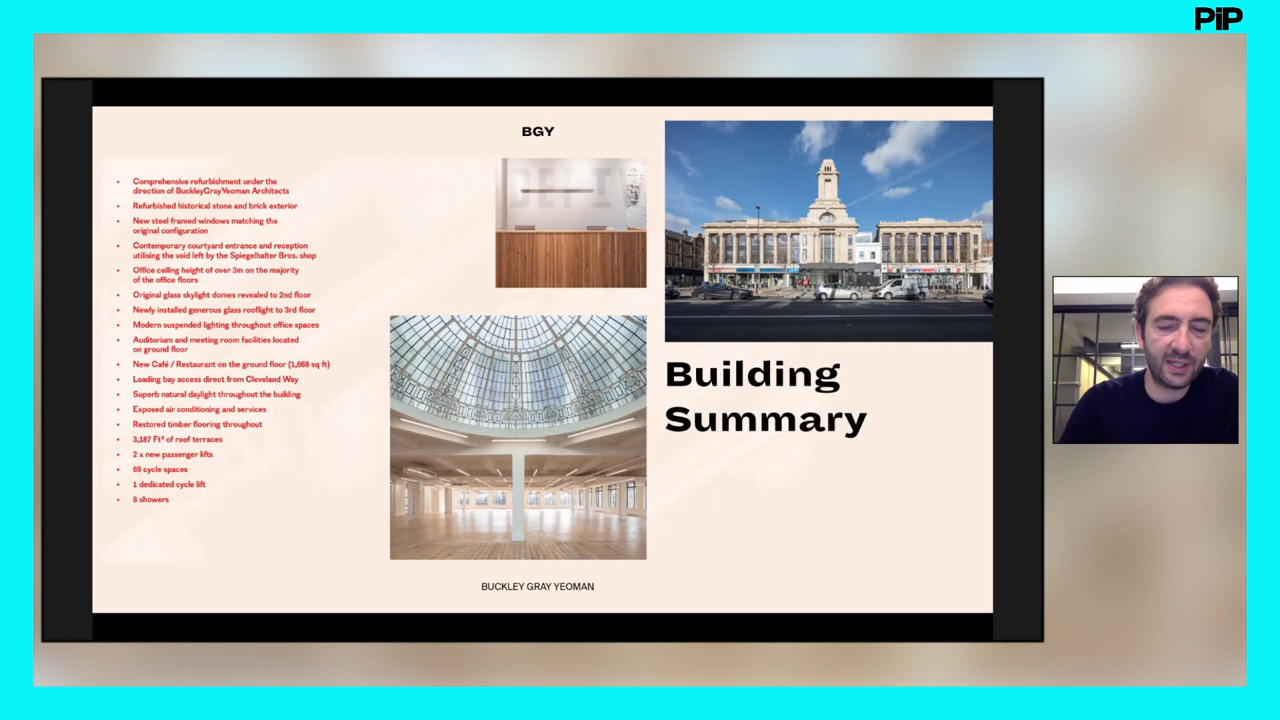 PiP
BGY
• Comprehensive refurbishment under the
direction of BuckleyGrayYeoman Architects
• Refurbished historical stone and brick exterior
• New steel framed windows matching the
original configuration
• Contemporary courtyard entrance and reception
utilising the void left by the Spiegelhalter Bros. shop
• Office ceiling height of over 3m on the majority
of the office floors
• Original glass skylight domes revealed to 2nd floor
• Newly installed generous glass rooflight to 3rd floor
• Modern suspended lighting throughout office spaces
• Auditorium and meeting room facilities located
on ground floor
• New Café / Restaurant on the ground floor (1,668 sq ft)
• Loading bay access direct from Cleveland Way
• Superb natural daylight throughout the building
• Exposed air conditioning and services
• Restored timber flooring throughout
• 3,187 Ft² of roof terraces
• 2 x new passenger lifts
• 69 cycle spaces
• 1 dedicated cycle lift
• 8 showers
Building
Summary
BUCKLEY GRAY YEOMAN